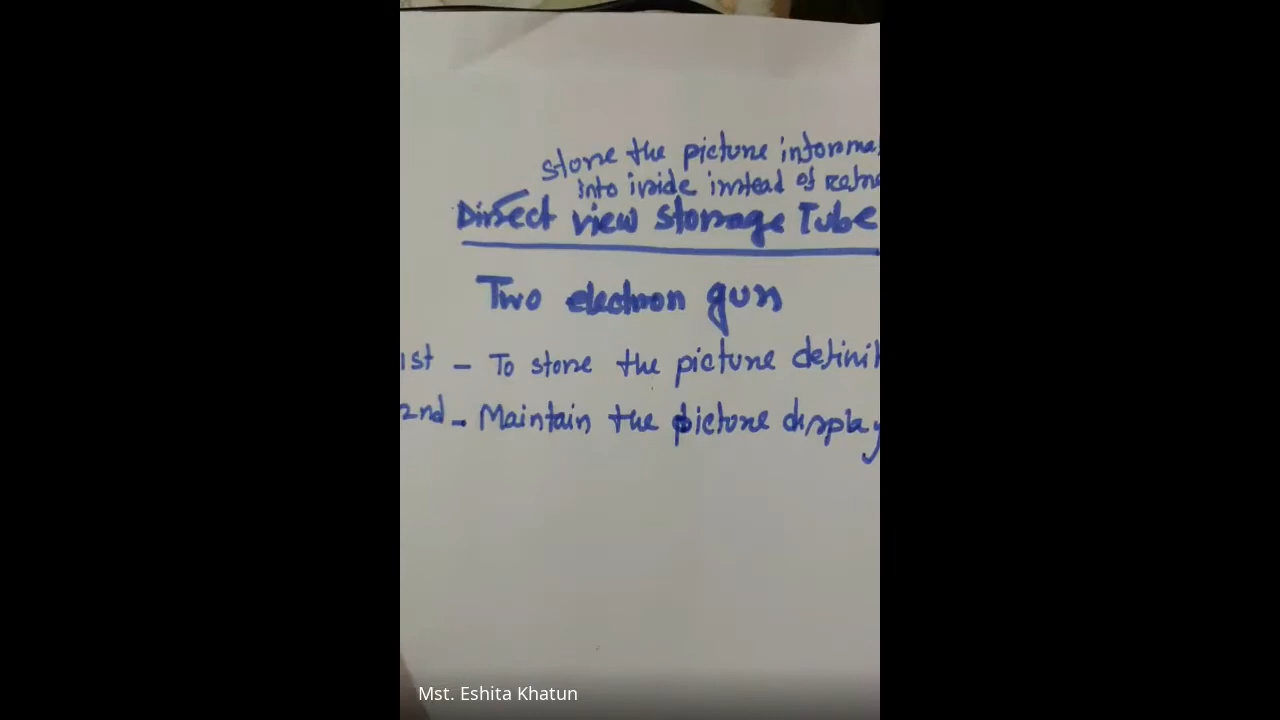 store the picture informa
into inside instead of refre
Direct view storage Tube
Two electron gun
1st - To store the picture definit
2nd - Maintain the picture display
Mst. Eshita Khatun